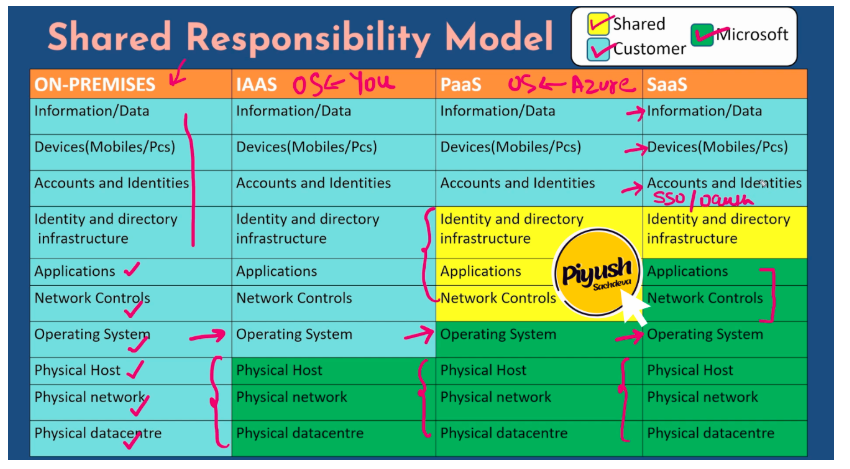 Shared Responsibility Model
Shared
Customer
Microsoft
ON-PREMISES
IAAS OS← You
PaaS OS← Azure
SaaS
Information/Data
Information/Data
Information/Data
Information/Data
Devices(Mobiles/Pcs)
Devices(Mobiles/Pcs)
Devices(Mobiles/Pcs)
Devices(Mobiles/Pcs)
Accounts and Identities
Accounts and Identities
Accounts and Identities
Accounts and Identities
SSO/Oauth
Identity and directory
infrastructure
Identity and directory
infrastructure
Identity and directory
infrastructure
Identity and directory
infrastructure
Applications
Applications
Applications
Applications
Piyush
Sachdeva
Network Controls
Network Controls
Network Controls
Network Controls
Operating System
Operating System
Operating System
Operating System
Physical Host
Physical Host
Physical Host
Physical Host
Physical network
Physical network
Physical network
Physical network
Physical datacentre
Physical datacentre
Physical datacentre
Physical datacentre